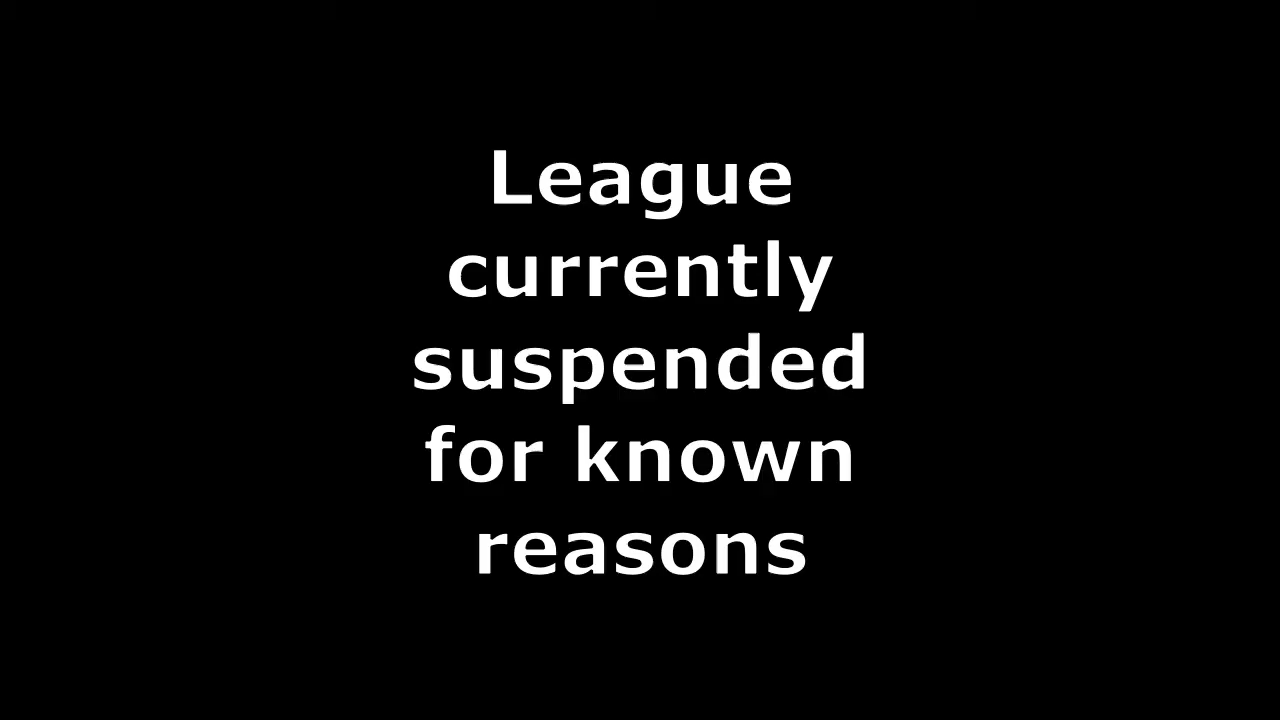 League
currently
suspended
for known
reasons